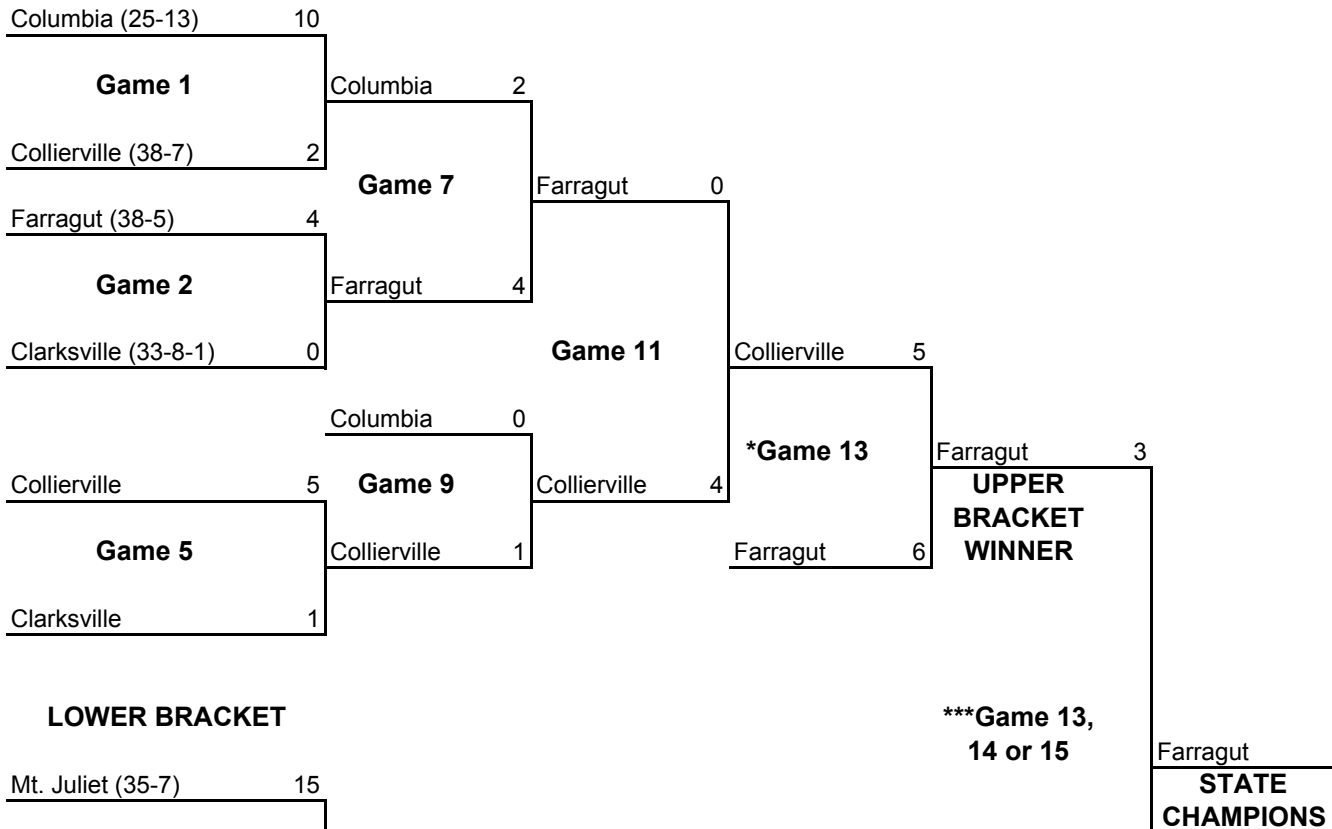 Columbia (25-13) 10
Game 1
Columbia 2
Collierville (38-7) 2
Game 7
Farragut 0
Farragut (38-5) 4
Game 2
Farragut 4
Clarksville (33-8-1) 0
Game 11
Collierville 5
Columbia 0
*Game 13
Farragut 3
Collierville 5
Game 9
Collierville 4
UPPER
BRACKET
WINNER
Game 5
Collierville 1
Farragut 6
Clarksville 1
LOWER BRACKET
***Game 13,
14 or 15
Farragut
Mt. Juliet (35-7) 15
STATE
CHAMPIONS